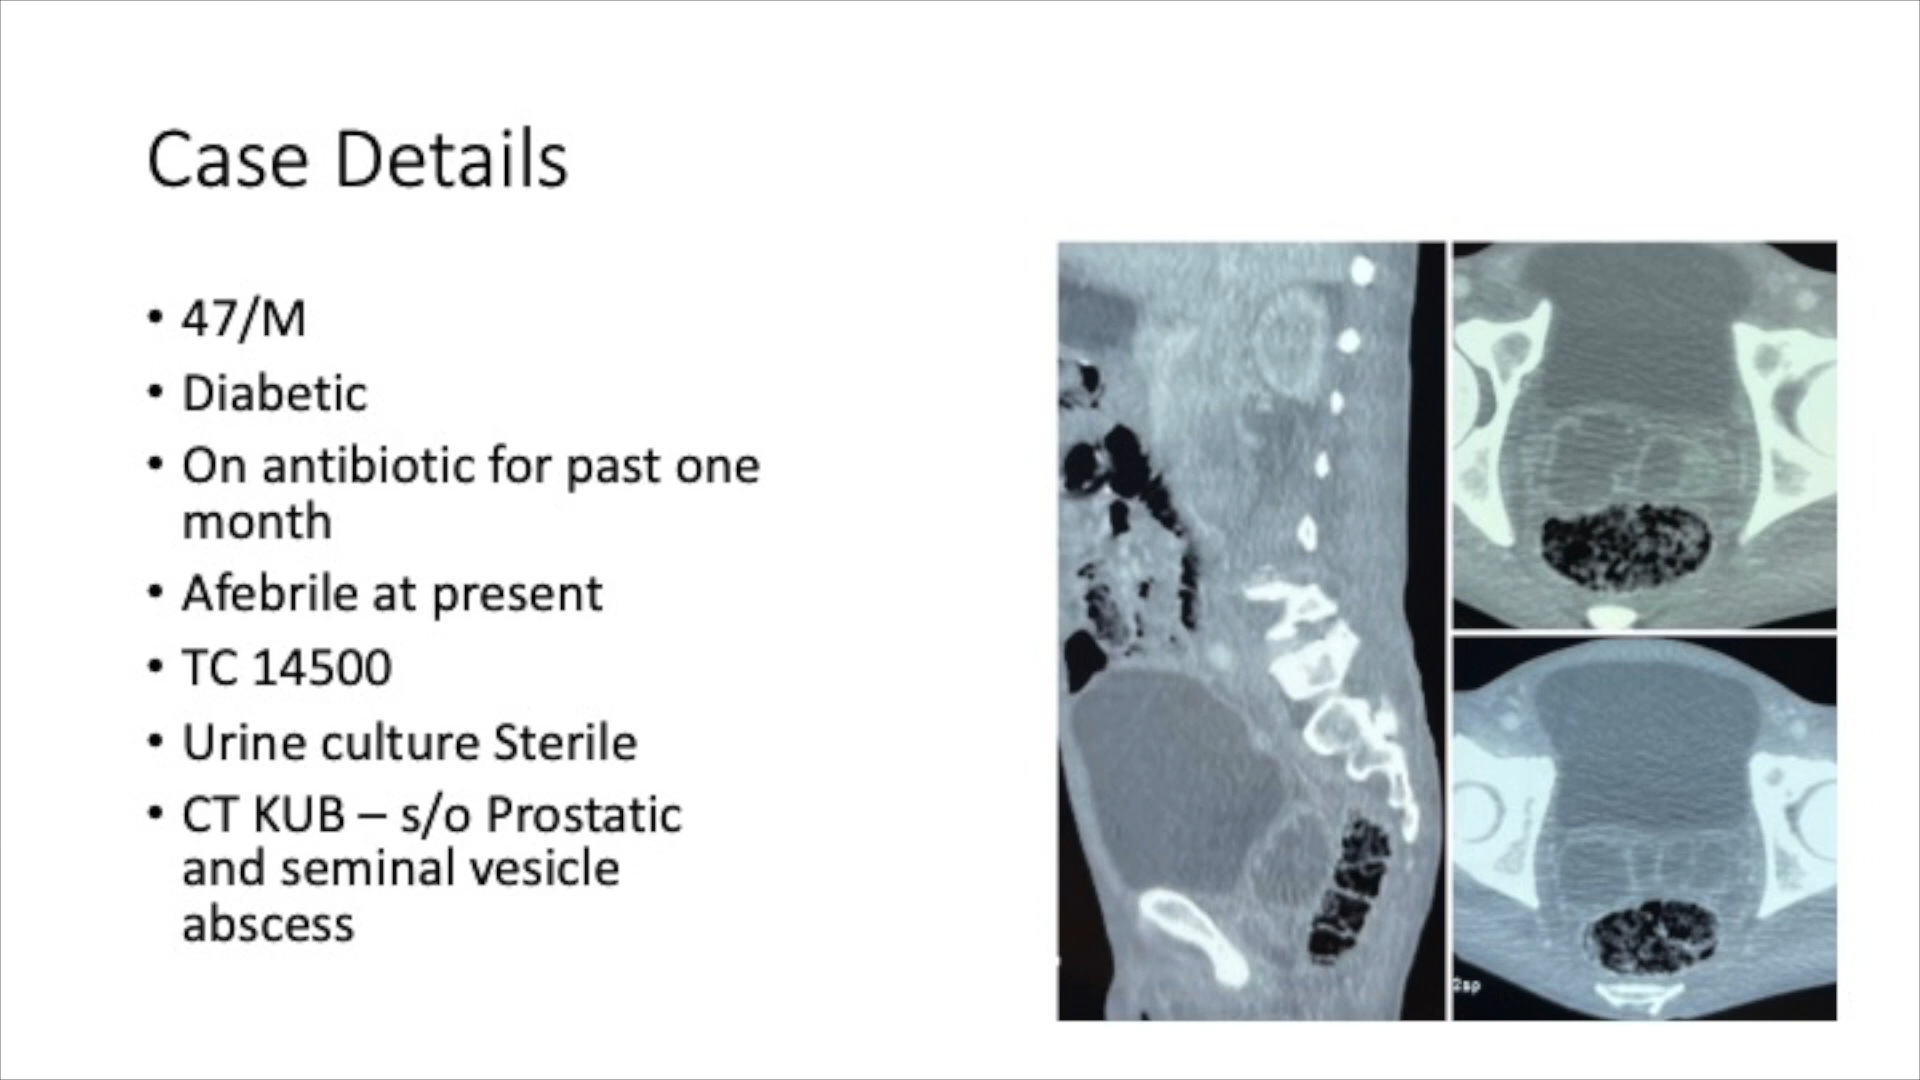 Case Details
• 47/M
• Diabetic
• On antibiotic for past one
month
• Afebrile at present
• TC 14500
• Urine culture Sterile
• CT KUB – s/o Prostatic
and seminal vesicle
abscess
2sp